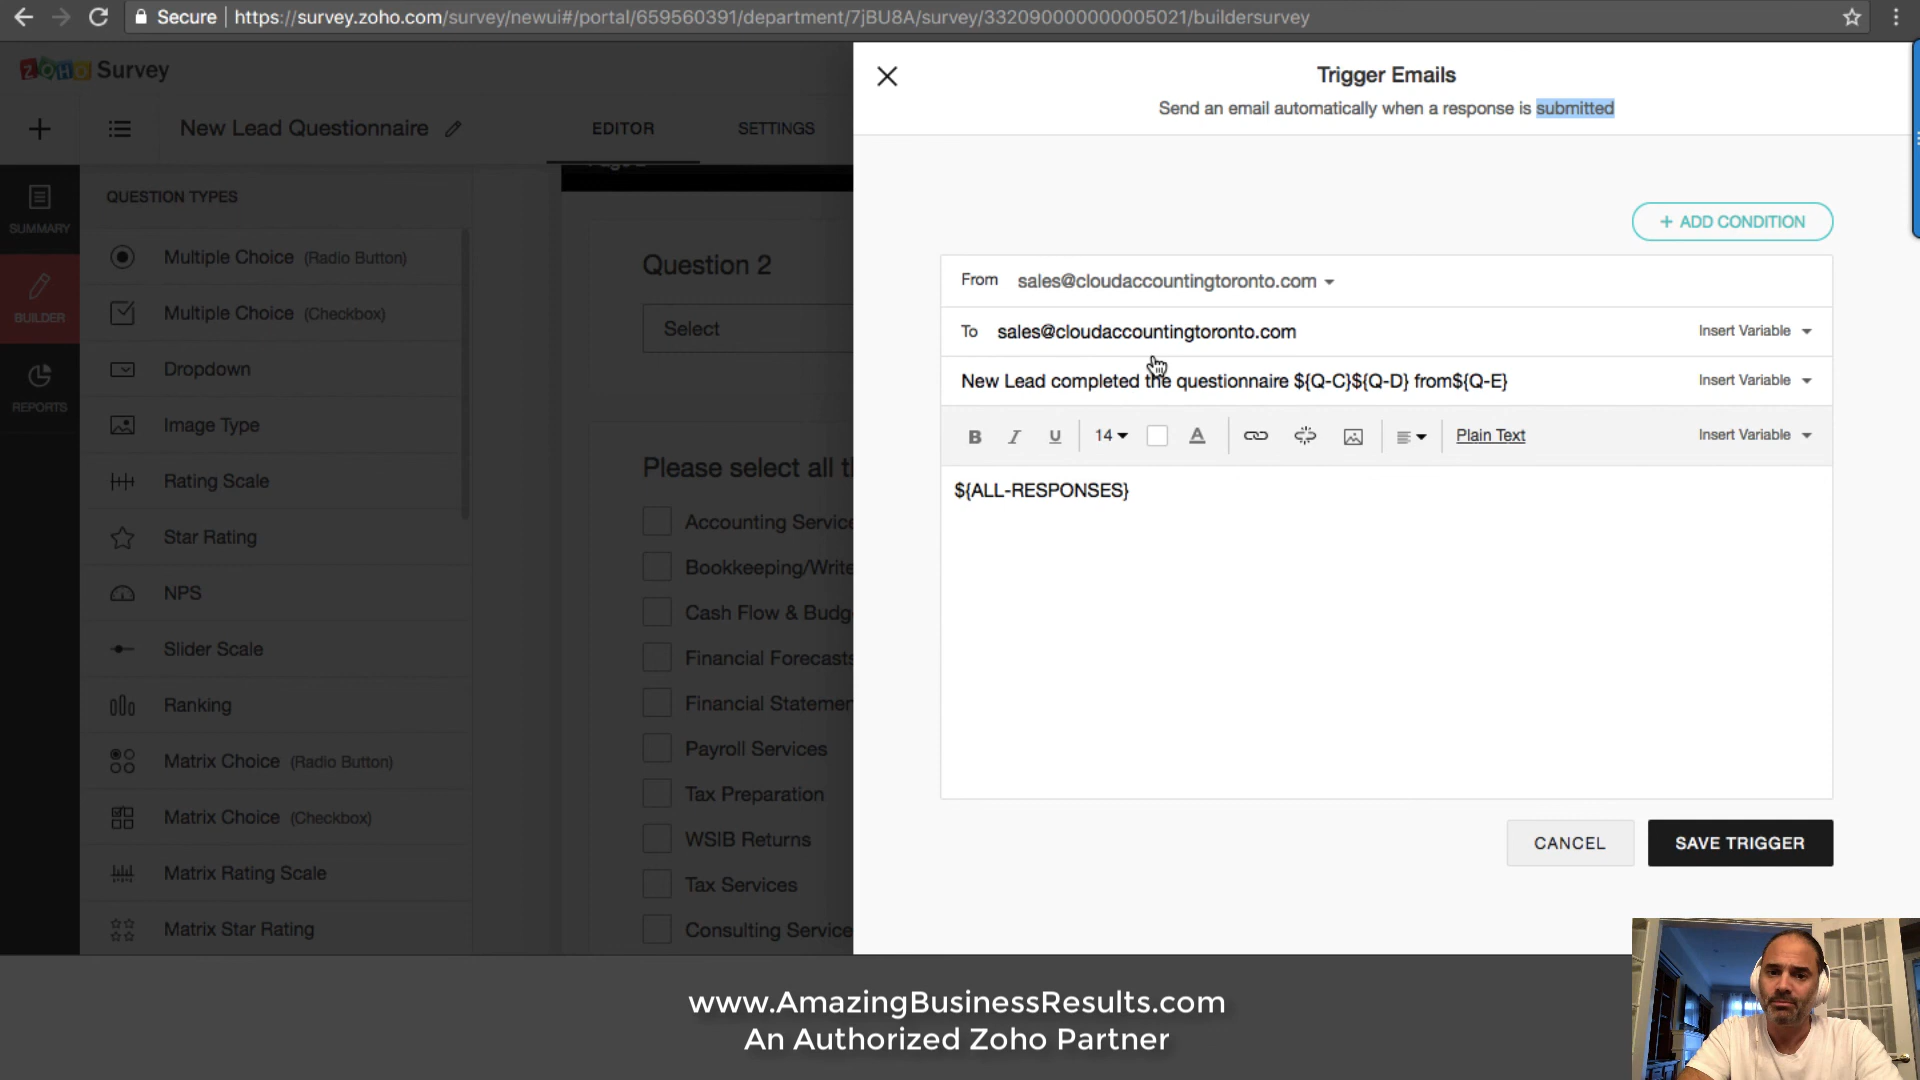 Secure https://survey.zoho.com/survey/newui#/portal/659560391/department/7jBU8A/survey/332090000000005021/buildersurvey
ZOHO Survey
New Lead Questionnaire
EDITOR
SETTINGS
SUMMARY
BUILDER
REPORTS
QUESTION TYPES
Multiple Choice (Radio Button)
Multiple Choice (Checkbox)
Dropdown
Image Type
Rating Scale
Star Rating
NPS
Slider Scale
Ranking
Matrix Choice (Radio Button)
Matrix Choice (Checkbox)
Matrix Rating Scale
Matrix Star Rating
Question 2
Select
Please select all t
Accounting Service
Bookkeeping/Write
Cash Flow & Budg
Financial Forecasts
Financial Statemen
Payroll Services
Tax Preparation
WSIB Returns
Tax Services
Consulting Service
Trigger Emails
Send an email automatically when a response is submitted
+ ADD CONDITION
From sales@cloudaccountingtoronto.com
To sales@cloudaccountingtoronto.com Insert Variable
New Lead completed the questionnaire ${Q-C}${Q-D} from${Q-E} Insert Variable
B I U 14 A Plain Text Insert Variable
${ALL-RESPONSES}
CANCEL
SAVE TRIGGER
www.AmazingBusinessResults.com
An Authorized Zoho Partner